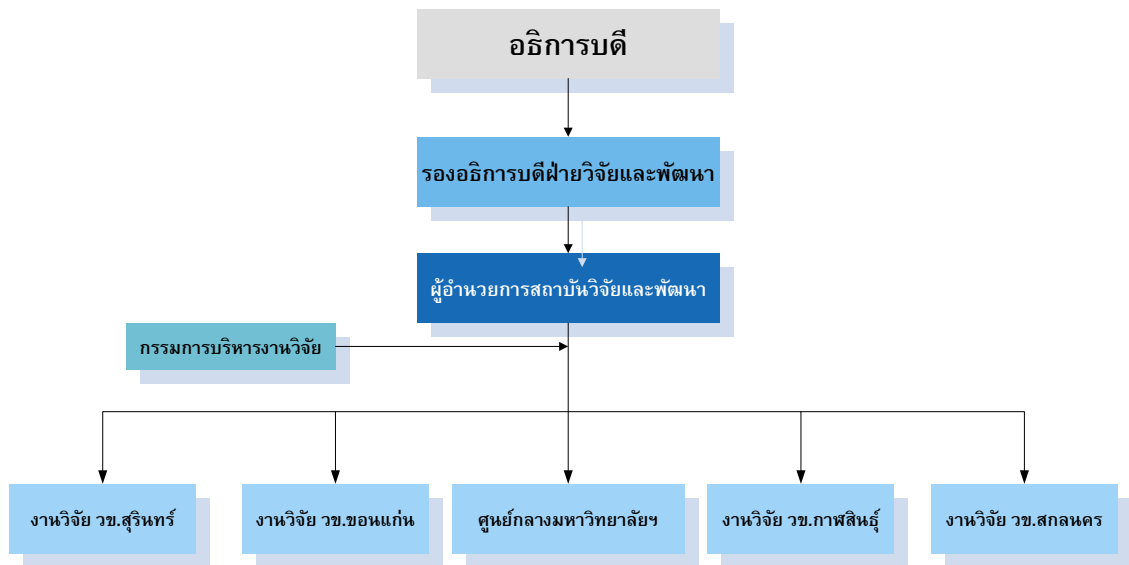 อธิการบดี
รองอธิการบดีฝ่ายวิจัยและพัฒนา
ผู้อำนวยการสถาบันวิจัยและพัฒนา
กรรมการบริหารงานวิจัย
งานวิจัย วข.สุรินทร์
งานวิจัย วข.ขอนแก่น
ศูนย์กลางมหาวิทยาลัยฯ
งานวิจัย วข.กาฬสินธุ์
งานวิจัย วข.สกลนคร